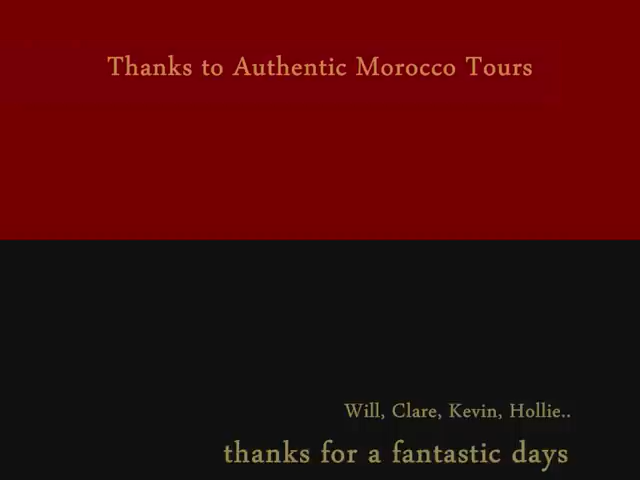 Thanks to Authentic Morocco Tours
Will, Clare, Kevin, Hollie..
thanks for a fantastic days